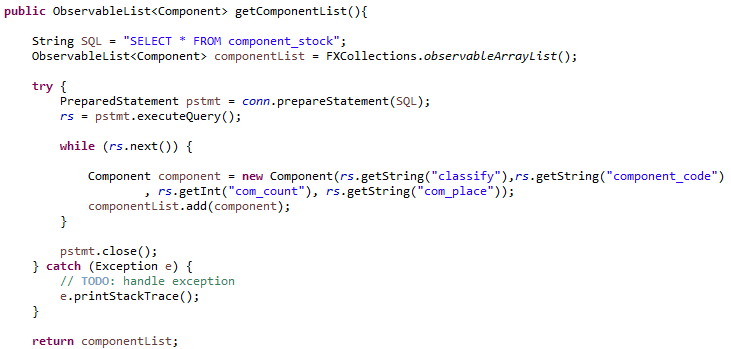 public ObservableList<Component> getComponentList(){
String SQL = "SELECT * FROM component_stock";
ObservableList<Component> componentList = FXCollections.observableArrayList();
try {
PreparedStatement pstmt = conn.prepareStatement(SQL);
rs = pstmt.executeQuery();
while (rs.next()) {
Component component = new Component(rs.getString("classify"),rs.getString("component_code")
, rs.getInt("com_count"), rs.getString("com_place"));
componentList.add(component);
}
pstmt.close();
} catch (Exception e) {
// TODO: handle exception
e.printStackTrace();
}
return componentList;